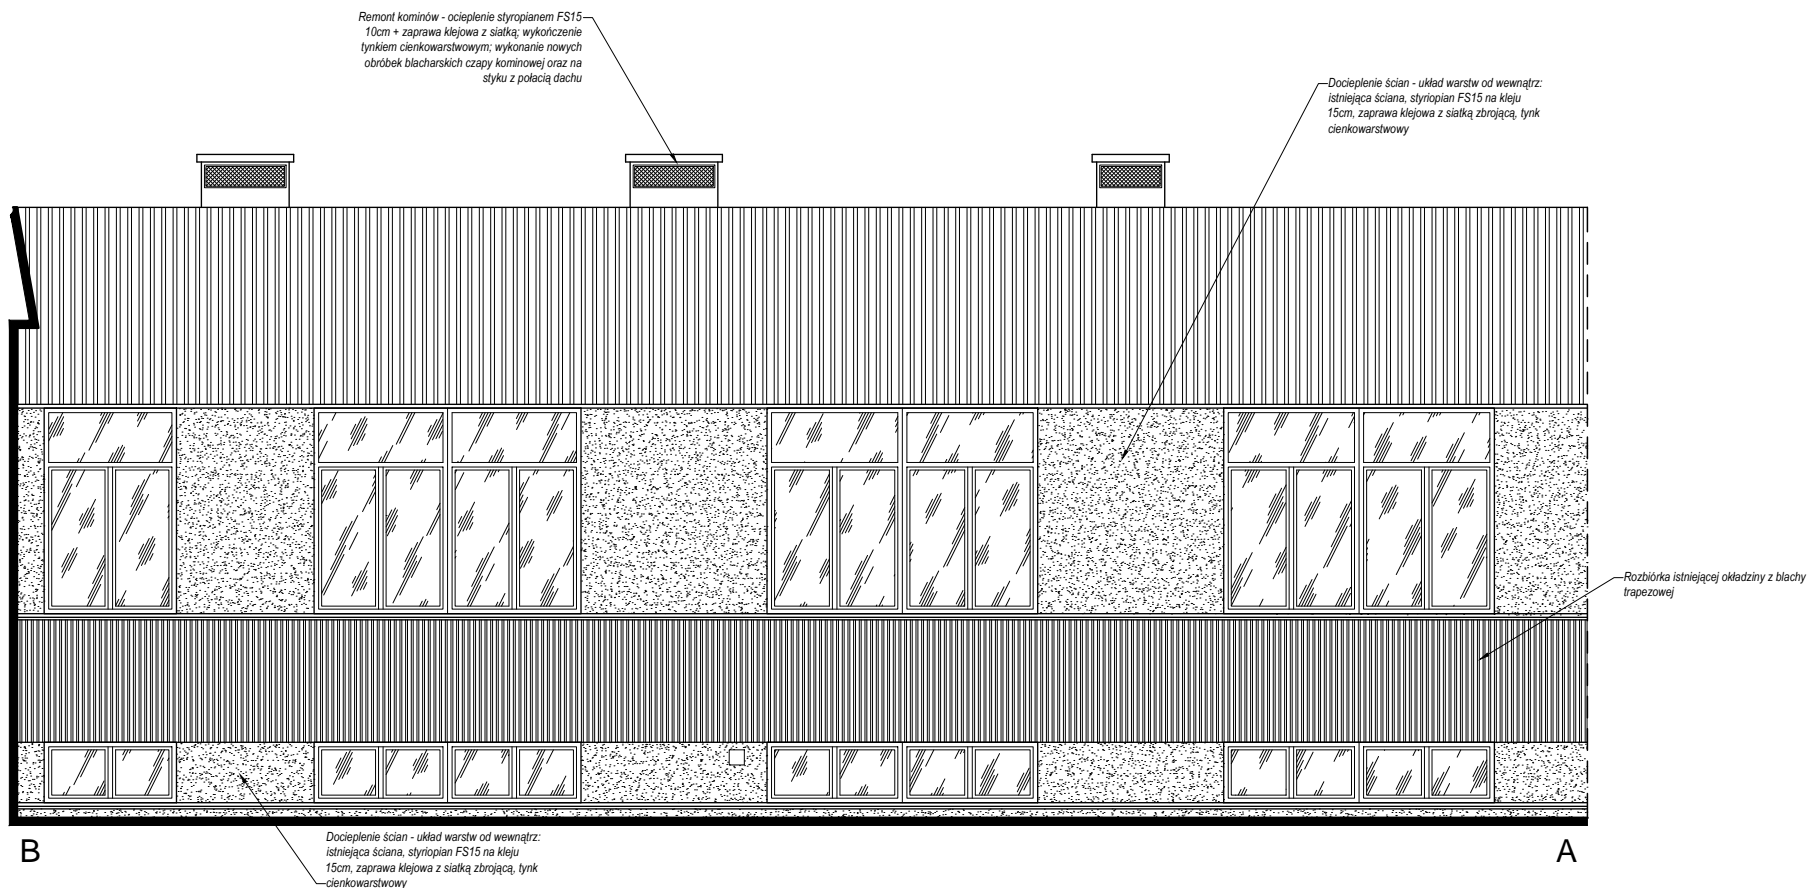 Remont kominów - ocieplenie styropianem FS15
10cm + zaprawa klejowa z siatką; wykończenie
tynkiem cienkowarstwowym; wykonanie nowych
obróbek blacharskich czapy kominowej oraz na
styku z połacią dachu
Docieplenie ścian - układ warstw od wewnątrz:
istniejąca ściana, styriopian FS15 na kleju
15cm, zaprawa klejowa z siatką zbrojącą, tynk
cienkowarstwowy
Rozbiórka istniejącej okładziny z blachy
trapezowej
Docieplenie ścian - układ warstw od wewnątrz:
istniejąca ściana, styriopian FS15 na kleju
15cm, zaprawa klejowa z siatką zbrojącą, tynk
cienkowarstwowy
B
A